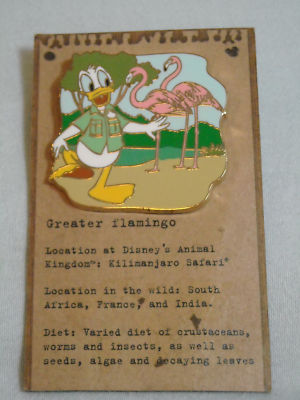 Greater flamingo
Location at Disney's Animal
Kingdom™: Kilimanjaro Safari®
Location in the wild: South
Africa, France, and India.
Diet: Varied diet of crustaceans,
worms and insects, as well as
seeds, algae and decaying leaves